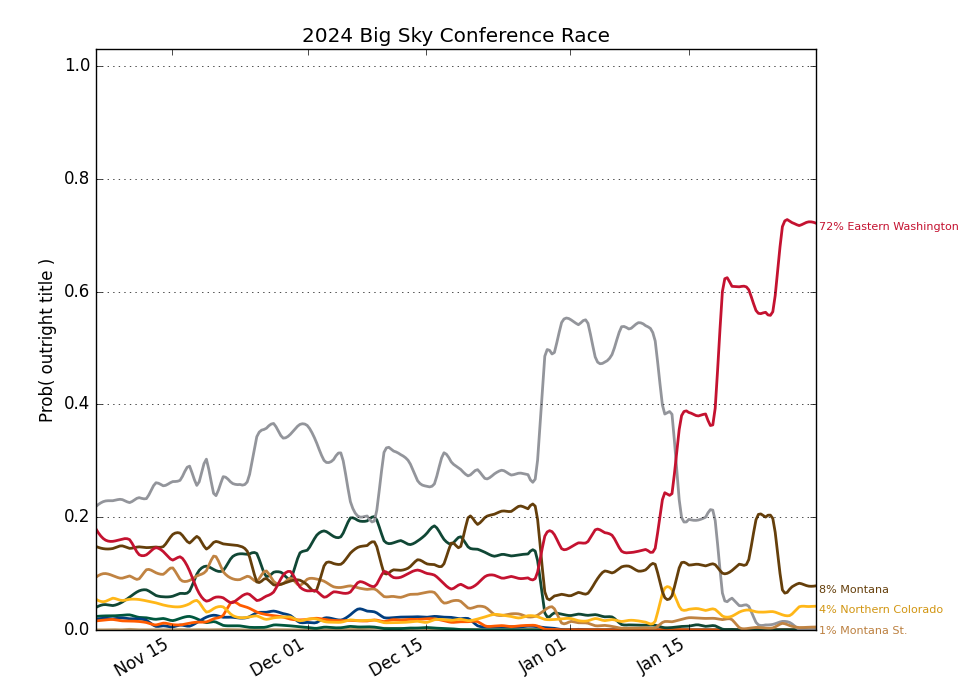 2024 Big Sky Conference Race
Prob( outright title )
1.0
0.8
0.6
0.4
0.2
0.0
72% Eastern Washington
8% Montana
4% Northern Colorado
1% Montana St.
Nov 15
Dec 01
Dec 15
Jan 01
Jan 15